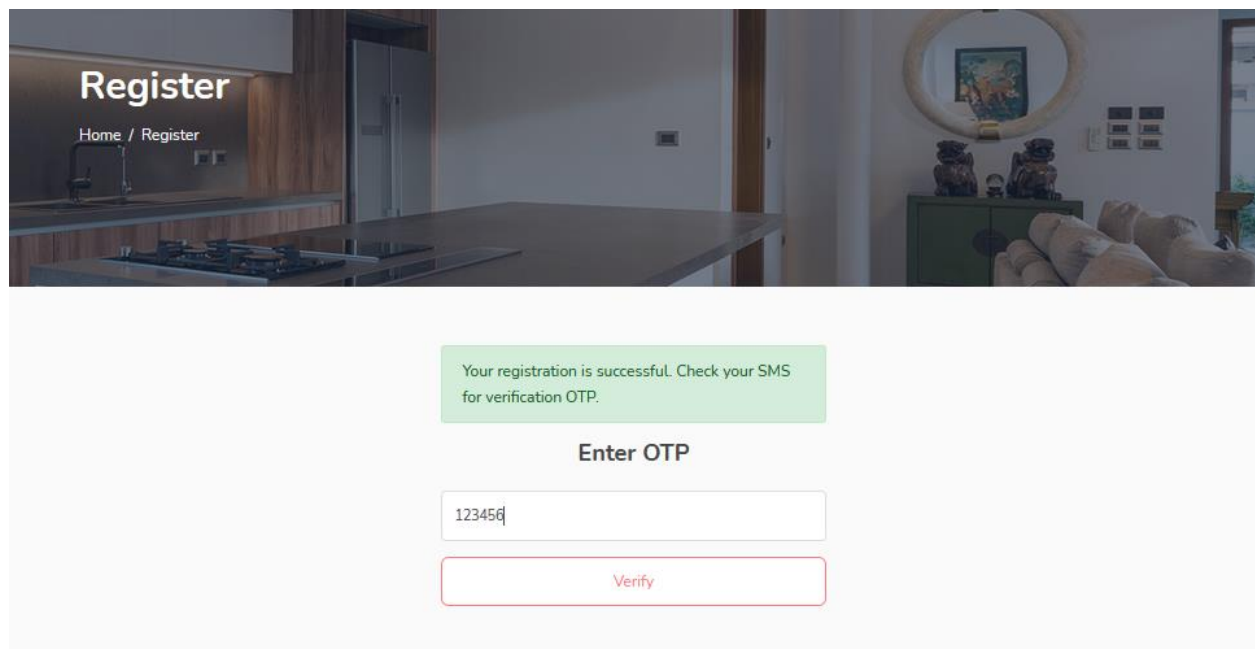 Register
Home / Register
Your registration is successful. Check your SMS
for verification OTP.
Enter OTP
123456
Verify